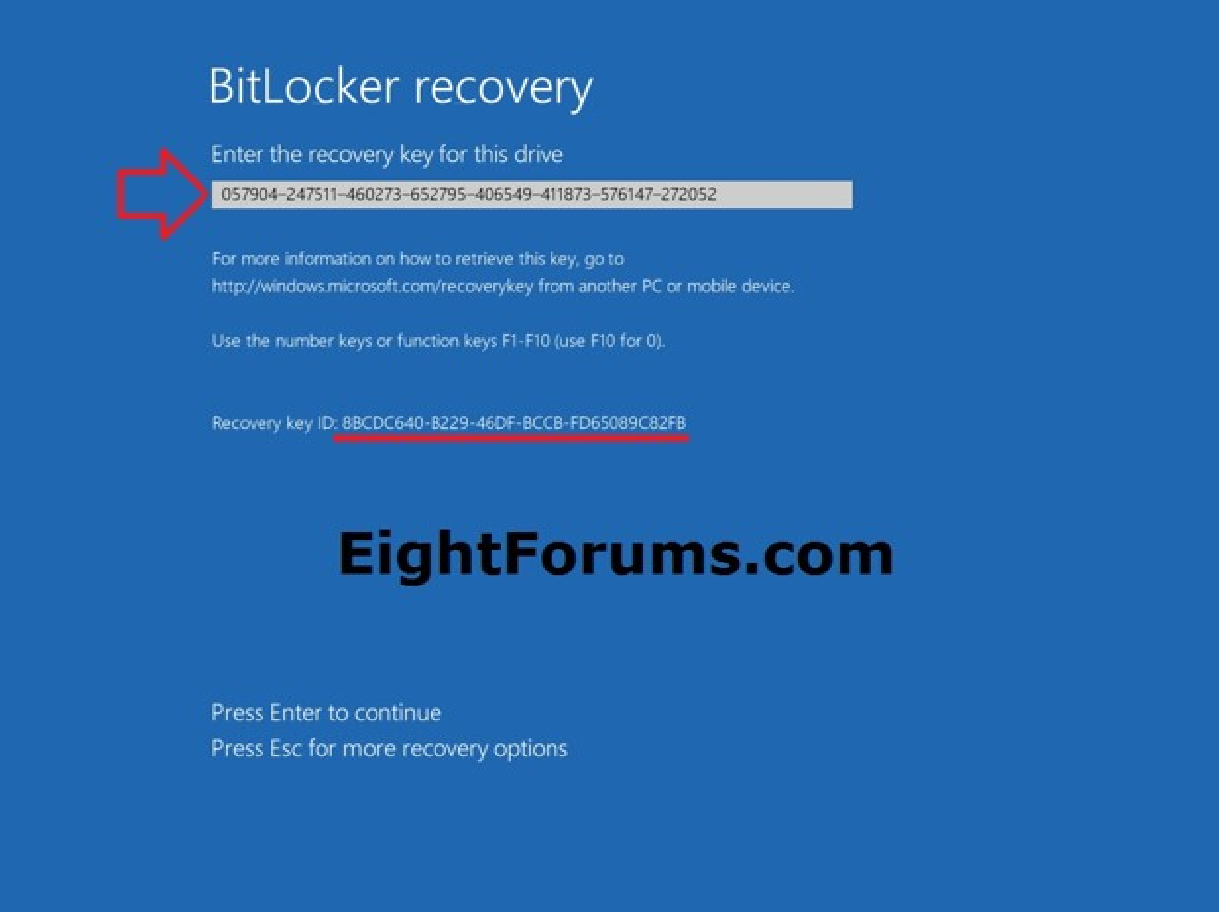 BitLocker recovery
Enter the recovery key for this drive
057904-247511-460273-652795-406549-411873-576147-272052
For more information on how to retrieve this key, go to
http://windows.microsoft.com/recoverykey from another PC or mobile device.
Use the number keys or function keys F1-F10 (use F10 for 0).
Recovery key ID: 8BCDC640-B229-46DF-BCCB-FD65089C82FB
EightForums.com
Press Enter to continue
Press Esc for more recovery options